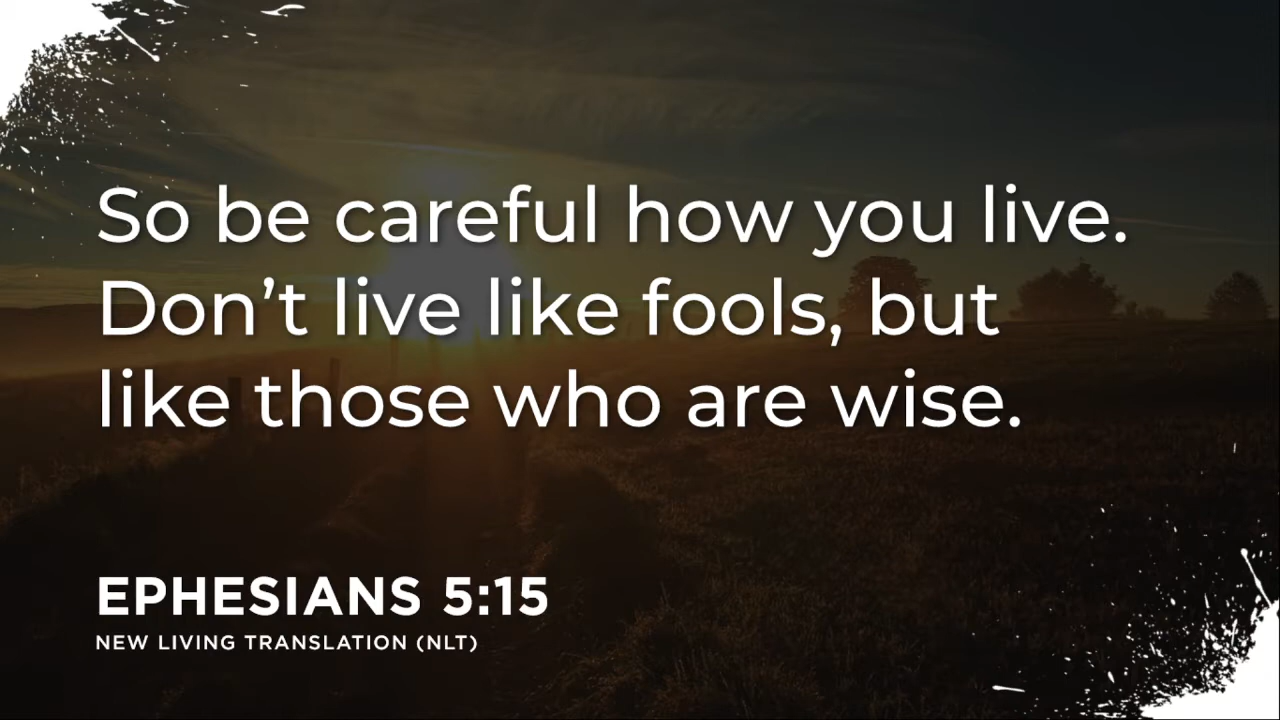 So be careful how you live.
Don’t live like fools, but
like those who are wise.
EPHESIANS 5:15
NEW LIVING TRANSLATION (NLT)